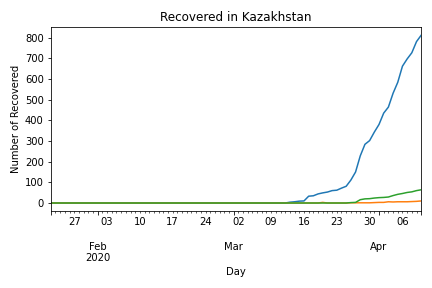 Recovered in Kazakhstan
Number of Recovered
800
700
600
500
400
300
200
100
0
27 03 10 17 24 02 09 16 23 30 06
Feb Mar Apr
2020
Day